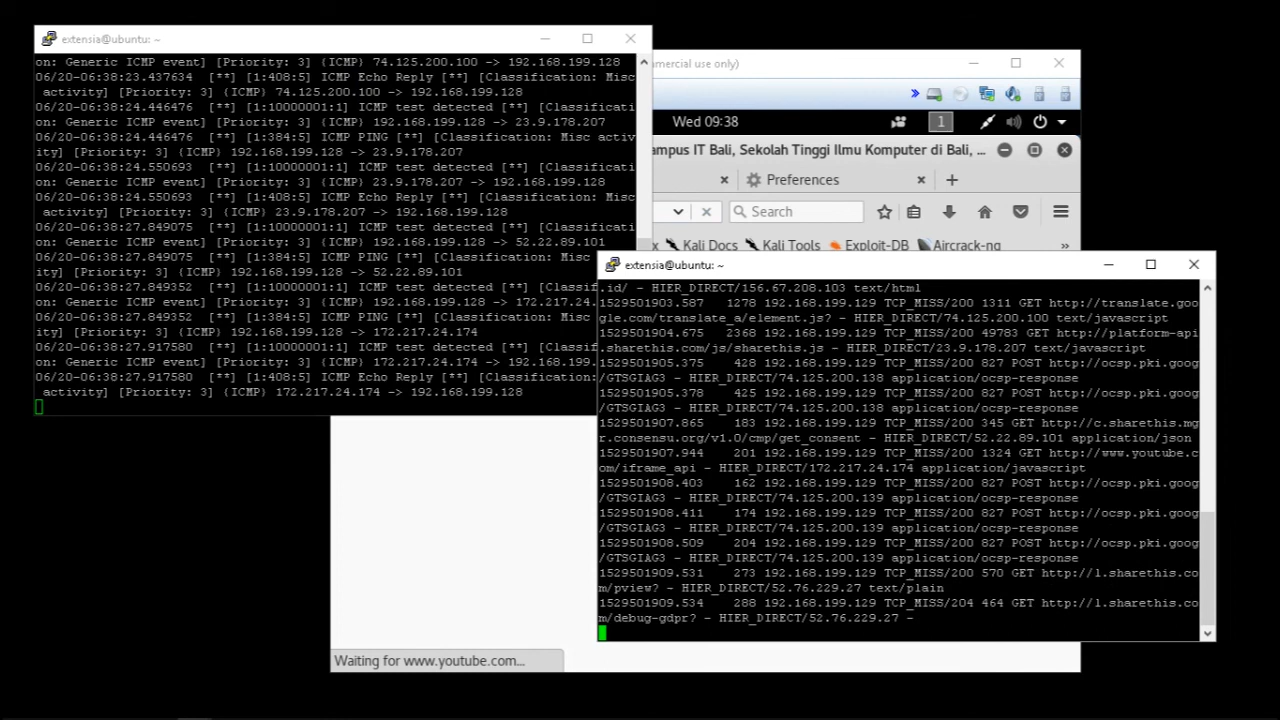 extensia@ubuntu: ~
on: Generic ICMP event] [Priority: 3] {ICMP} 74.125.200.100 -> 192.168.199.128
06/20-06:38:23.437634  [**] [1:408:5] ICMP Echo Reply [**] [Classification: Misc
 activity] [Priority: 3] {ICMP} 74.125.200.100 -> 192.168.199.128
06/20-06:38:24.446476  [**] [1:10000001:1] ICMP test detected [**] [Classificati
on: Generic ICMP event] [Priority: 3] {ICMP} 192.168.199.128 -> 23.9.178.207
06/20-06:38:24.446476  [**] [1:384:5] ICMP PING [**] [Classification: Misc activ
ity] [Priority: 3] {ICMP} 192.168.199.128 -> 23.9.178.207
06/20-06:38:24.550693  [**] [1:10000001:1] ICMP test detected [**] [Classificati
on: Generic ICMP event] [Priority: 3] {ICMP} 23.9.178.207 -> 192.168.199.128
06/20-06:38:24.550693  [**] [1:408:5] ICMP Echo Reply [**] [Classification: Misc
 activity] [Priority: 3] {ICMP} 23.9.178.207 -> 192.168.199.128
06/20-06:38:27.849075  [**] [1:10000001:1] ICMP test detected [**] [Classificati
on: Generic ICMP event] [Priority: 3] {ICMP} 192.168.199.128 -> 52.22.89.101
06/20-06:38:27.849075  [**] [1:384:5] ICMP PING [**] [Classification: Misc
ity] [Priority: 3] {ICMP} 192.168.199.128 -> 52.22.89.101
06/20-06:38:27.849352  [**] [1:10000001:1] ICMP test detected [**] [Classif
on: Generic ICMP event] [Priority: 3] {ICMP} 192.168.199.128 -> 172.217.24.
06/20-06:38:27.849352  [**] [1:384:5] ICMP PING [**] [Classification: Misc
ity] [Priority: 3] {ICMP} 192.168.199.128 -> 172.217.24.174
06/20-06:38:27.917580  [**] [1:10000001:1] ICMP test detected [**] [Classif
on: Generic ICMP event] [Priority: 3] {ICMP} 172.217.24.174 -> 192.168.199.
06/20-06:38:27.917580  [**] [1:408:5] ICMP Echo Reply [**] [Classification:
 activity] [Priority: 3] {ICMP} 172.217.24.174 -> 192.168.199.128
mmercial use only)
Wed 09:38
1
ampus IT Bali, Sekolah Tinggi Ilmu Komputer di Bali, ...
Preferences
Search
Kali Docs Kali Tools Exploit-DB Aircrack-ng »
extensia@ubuntu: ~
.id/ - HIER_DIRECT/156.67.208.103 text/html
1529501903.587   1278 192.168.199.129 TCP_MISS/200 1311 GET http://translate.goo
gle.com/translate_a/element.js? - HIER_DIRECT/74.125.200.100 text/javascript
1529501904.675   2368 192.168.199.129 TCP_MISS/200 49783 GET http://platform-api
.sharethis.com/js/sharethis.js - HIER_DIRECT/23.9.178.207 text/javascript
1529501905.375    428 192.168.199.129 TCP_MISS/200 827 POST http://ocsp.pki.goog
/GTSGIAG3 - HIER_DIRECT/74.125.200.138 application/ocsp-response
1529501905.378    425 192.168.199.129 TCP_MISS/200 827 POST http://ocsp.pki.goog
/GTSGIAG3 - HIER_DIRECT/74.125.200.138 application/ocsp-response
1529501907.865    183 192.168.199.129 TCP_MISS/200 345 GET http://c.sharethis.mg
r.consensu.org/v1.0/cmp/get_consent - HIER_DIRECT/52.22.89.101 application/json
1529501907.944    201 192.168.199.129 TCP_MISS/200 1324 GET http://www.youtube.c
om/iframe_api - HIER_DIRECT/172.217.24.174 application/javascript
1529501908.403    162 192.168.199.129 TCP_MISS/200 827 POST http://ocsp.pki.goog
/GTSGIAG3 - HIER_DIRECT/74.125.200.139 application/ocsp-response
1529501908.411    174 192.168.199.129 TCP_MISS/200 827 POST http://ocsp.pki.goog
/GTSGIAG3 - HIER_DIRECT/74.125.200.139 application/ocsp-response
1529501908.509    204 192.168.199.129 TCP_MISS/200 827 POST http://ocsp.pki.goog
/GTSGIAG3 - HIER_DIRECT/74.125.200.139 application/ocsp-response
1529501909.531    273 192.168.199.129 TCP_MISS/200 570 GET http://l.sharethis.co
m/pview? - HIER_DIRECT/52.76.229.27 text/plain
1529501909.534    288 192.168.199.129 TCP_MISS/204 464 GET http://l.sharethis.co
m/debug-gdpr? - HIER_DIRECT/52.76.229.27 -
Waiting for www.youtube.com...